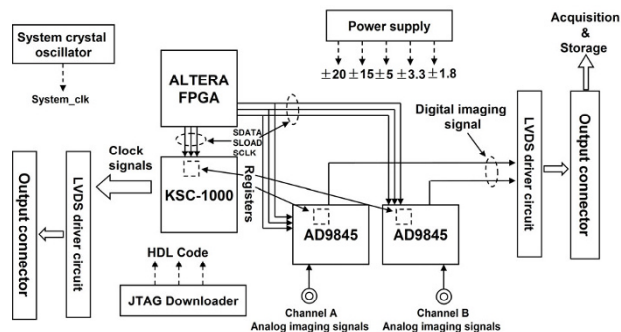 System crystal
oscillator
System_clk
Power supply
±20 ±15 ±5 ±3.3 ±1.8
Acquisition
&
Storage
ALTERA
FPGA
SDATA
SLOAD
SCLK
Digital imaging
signal
LVDS driver
circuit
Output connector
Clock
signals
KSC-1000
Registers
Output connector
LVDS driver
circuit
AD9845
AD9845
HDL Code
JTAG Downloader
Channel A
Analog imaging signals
Channel B
Analog imaging signals